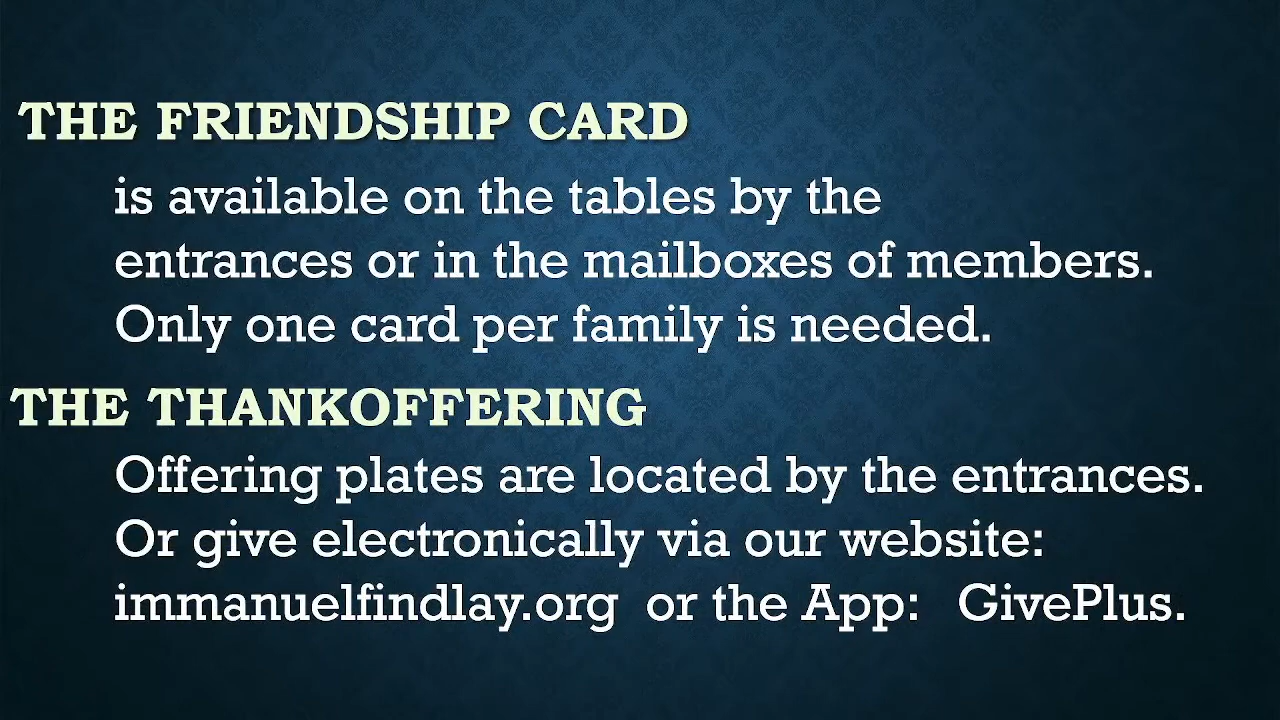 THE FRIENDSHIP CARD
is available on the tables by the
entrances or in the mailboxes of members.
Only one card per family is needed.
THE THANKOFFERING
Offering plates are located by the entrances.
Or give electronically via our website:
immanuelfindlay.org or the App: GivePlus.